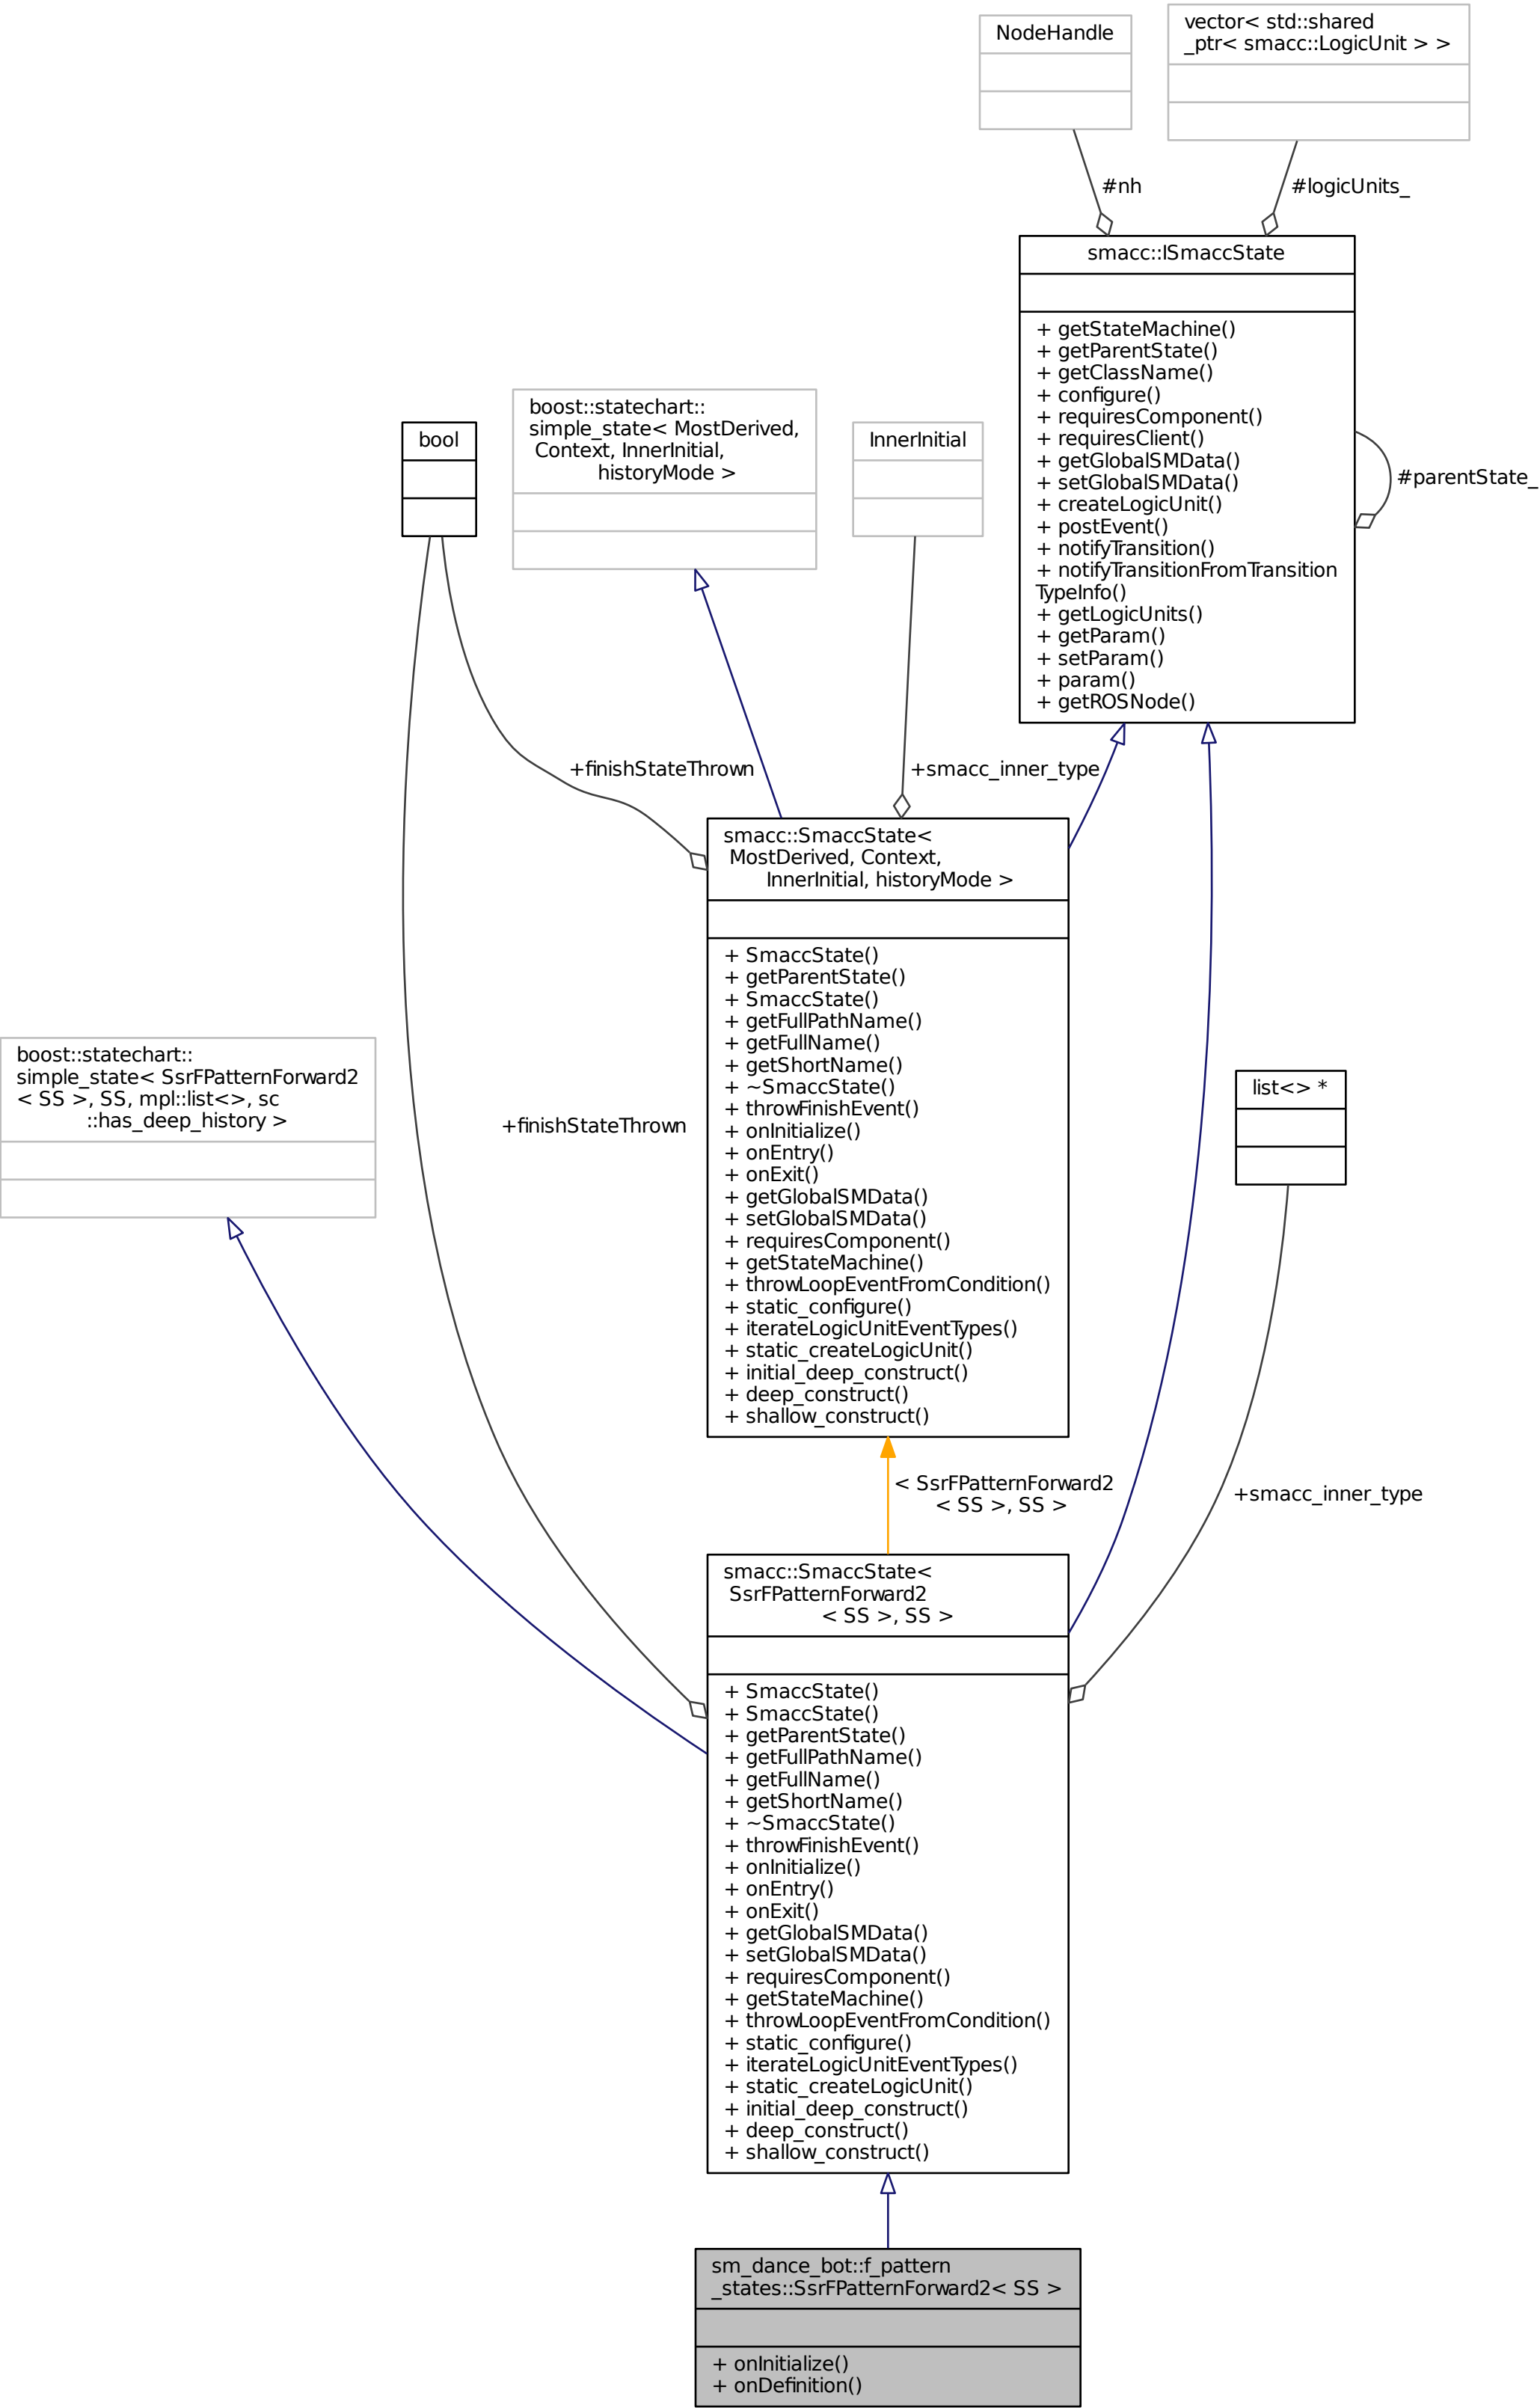 vector< std::shared
_ptr< smacc::LogicUnit > >
NodeHandle
#nh
#logicUnits_
smacc::ISmaccState
+ getStateMachine()
+ getParentState()
+ getClassName()
+ configure()
+ requiresComponent()
+ requiresClient()
+ getGlobalSMData()
+ setGlobalSMData()
+ createLogicUnit()
+ postEvent()
+ notifyTransition()
+ notifyTransitionFromTransition
TypeInfo()
+ getLogicUnits()
+ getParam()
+ setParam()
+ param()
+ getROSNode()
#parentState_
bool
boost::statechart::
simple_state< MostDerived,
Context, InnerInitial,
historyMode >
InnerInitial
+finishStateThrown
+smacc_inner_type
smacc::SmaccState<
MostDerived, Context,
InnerInitial, historyMode >
+ SmaccState()
+ getParentState()
+ SmaccState()
+ getFullPathName()
+ getFullName()
+ getShortName()
+ ~SmaccState()
+ throwFinishEvent()
+ onInitialize()
+ onEntry()
+ onExit()
+ getGlobalSMData()
+ setGlobalSMData()
+ requiresComponent()
+ getStateMachine()
+ throwLoopEventFromCondition()
+ static_configure()
+ iterateLogicUnitEventTypes()
+ static_createLogicUnit()
+ initial_deep_construct()
+ deep_construct()
+ shallow_construct()
boost::statechart::
simple_state< SsrFPatternForward2
< SS >, SS, mpl::list<>, sc
::has_deep_history >
+finishStateThrown
list<> *
< SsrFPatternForward2
< SS >, SS >
+smacc_inner_type
smacc::SmaccState<
SsrFPatternForward2
< SS >, SS >
+ SmaccState()
+ SmaccState()
+ getParentState()
+ getFullPathName()
+ getFullName()
+ getShortName()
+ ~SmaccState()
+ throwFinishEvent()
+ onInitialize()
+ onEntry()
+ onExit()
+ getGlobalSMData()
+ setGlobalSMData()
+ requiresComponent()
+ getStateMachine()
+ throwLoopEventFromCondition()
+ static_configure()
+ iterateLogicUnitEventTypes()
+ static_createLogicUnit()
+ initial_deep_construct()
+ deep_construct()
+ shallow_construct()
sm_dance_bot::f_pattern
_states::SsrFPatternForward2< SS >
+ onInitialize()
+ onDefinition()